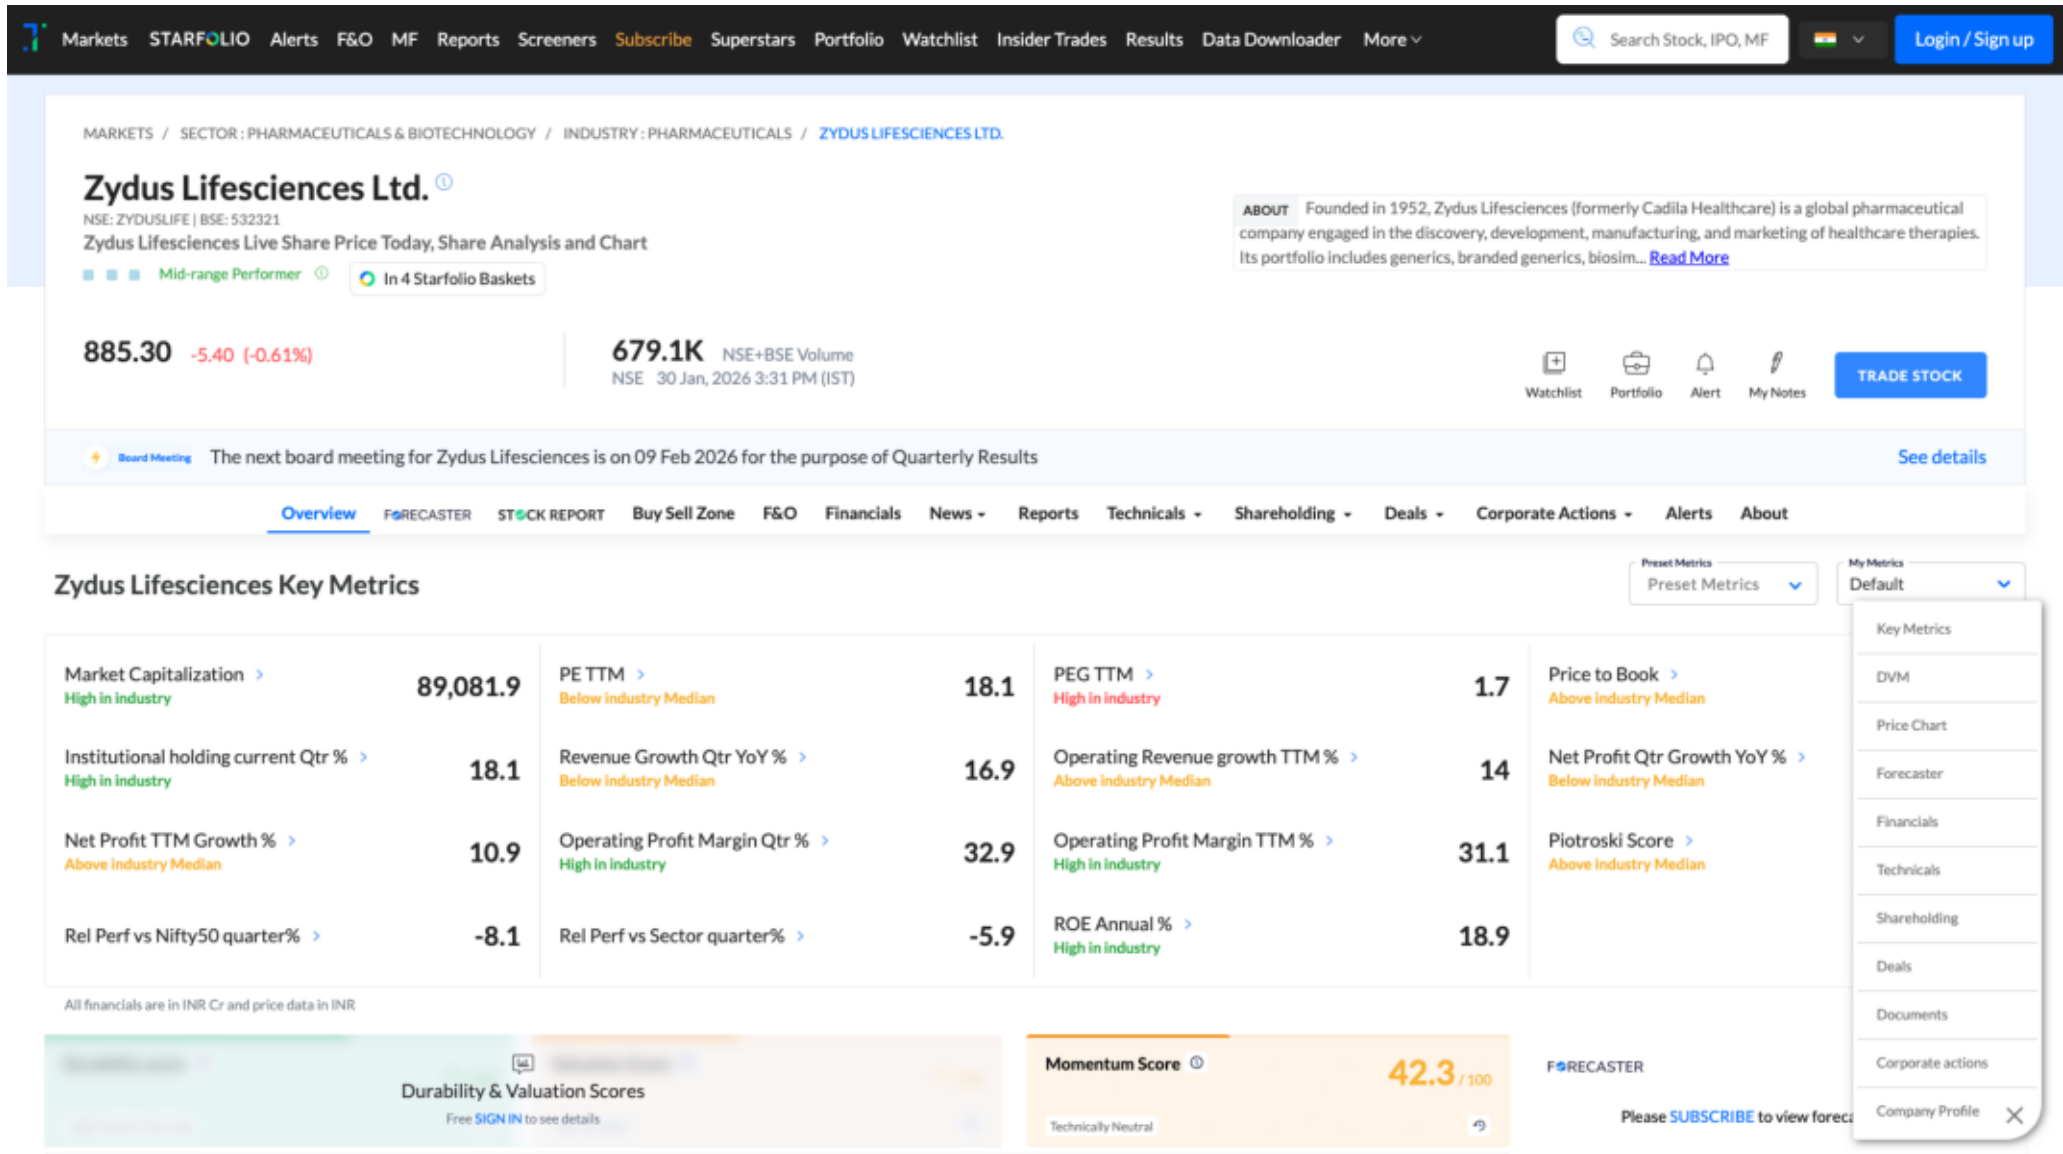 Markets STARFOLIO Alerts F&O MF Reports Screeners Subscribe Superstars Portfolio Watchlist Insider Trades Results Data Downloader More Search Stock, IPO, MF Login / Sign up
MARKETS / SECTOR : PHARMACEUTICALS & BIOTECHNOLOGY / INDUSTRY : PHARMACEUTICALS / ZYDUS LIFESCIENCES LTD.
Zydus Lifesciences Ltd.
NSE: ZYDUSLIFE | BSE: 532321
Zydus Lifesciences Live Share Price Today, Share Analysis and Chart
Mid-range Performer In 4 Starfolio Baskets
ABOUT Founded in 1952, Zydus Lifesciences (formerly Cadila Healthcare) is a global pharmaceutical
company engaged in the discovery, development, manufacturing, and marketing of healthcare therapies.
Its portfolio includes generics, branded generics, biosim... Read More
885.30 -5.40 (-0.61%)
679.1K NSE+BSE Volume
NSE 30 Jan, 2026 3:31 PM (IST)
Watchlist Portfolio Alert My Notes TRADE STOCK
Board Meeting The next board meeting for Zydus Lifesciences is on 09 Feb 2026 for the purpose of Quarterly Results See details
Overview FORECASTER STOCK REPORT Buy Sell Zone F&O Financials News Reports Technicals Shareholding Deals Corporate Actions Alerts About
Zydus Lifesciences Key Metrics
Preset Metrics
Preset Metrics
My Metrics
Default
Market Capitalization 89,081.9
High in industry
PE TTM 18.1
Below industry Median
PEG TTM 1.7
High in industry
Price to Book
Above industry Median
Institutional holding current Qtr % 18.1
High in industry
Revenue Growth Qtr YoY % 16.9
Below industry Median
Operating Revenue growth TTM % 14
Above industry Median
Net Profit Qtr Growth YoY %
Below industry Median
Net Profit TTM Growth % 10.9
Above industry Median
Operating Profit Margin Qtr % 32.9
High in industry
Operating Profit Margin TTM % 31.1
High in industry
Piotroski Score
Above industry Median
Rel Perf vs Nifty50 quarter% -8.1
Rel Perf vs Sector quarter% -5.9
ROE Annual % 18.9
High in industry
Key Metrics
DVM
Price Chart
Forecaster
Financials
Technicals
Shareholding
Deals
Documents
Corporate actions
Company Profile
All financials are in INR Cr and price data in INR
Durability & Valuation Scores
Free SIGN IN to see details
Momentum Score 42.3 / 100
Technically Neutral
FORECASTER
Please SUBSCRIBE to view foreca